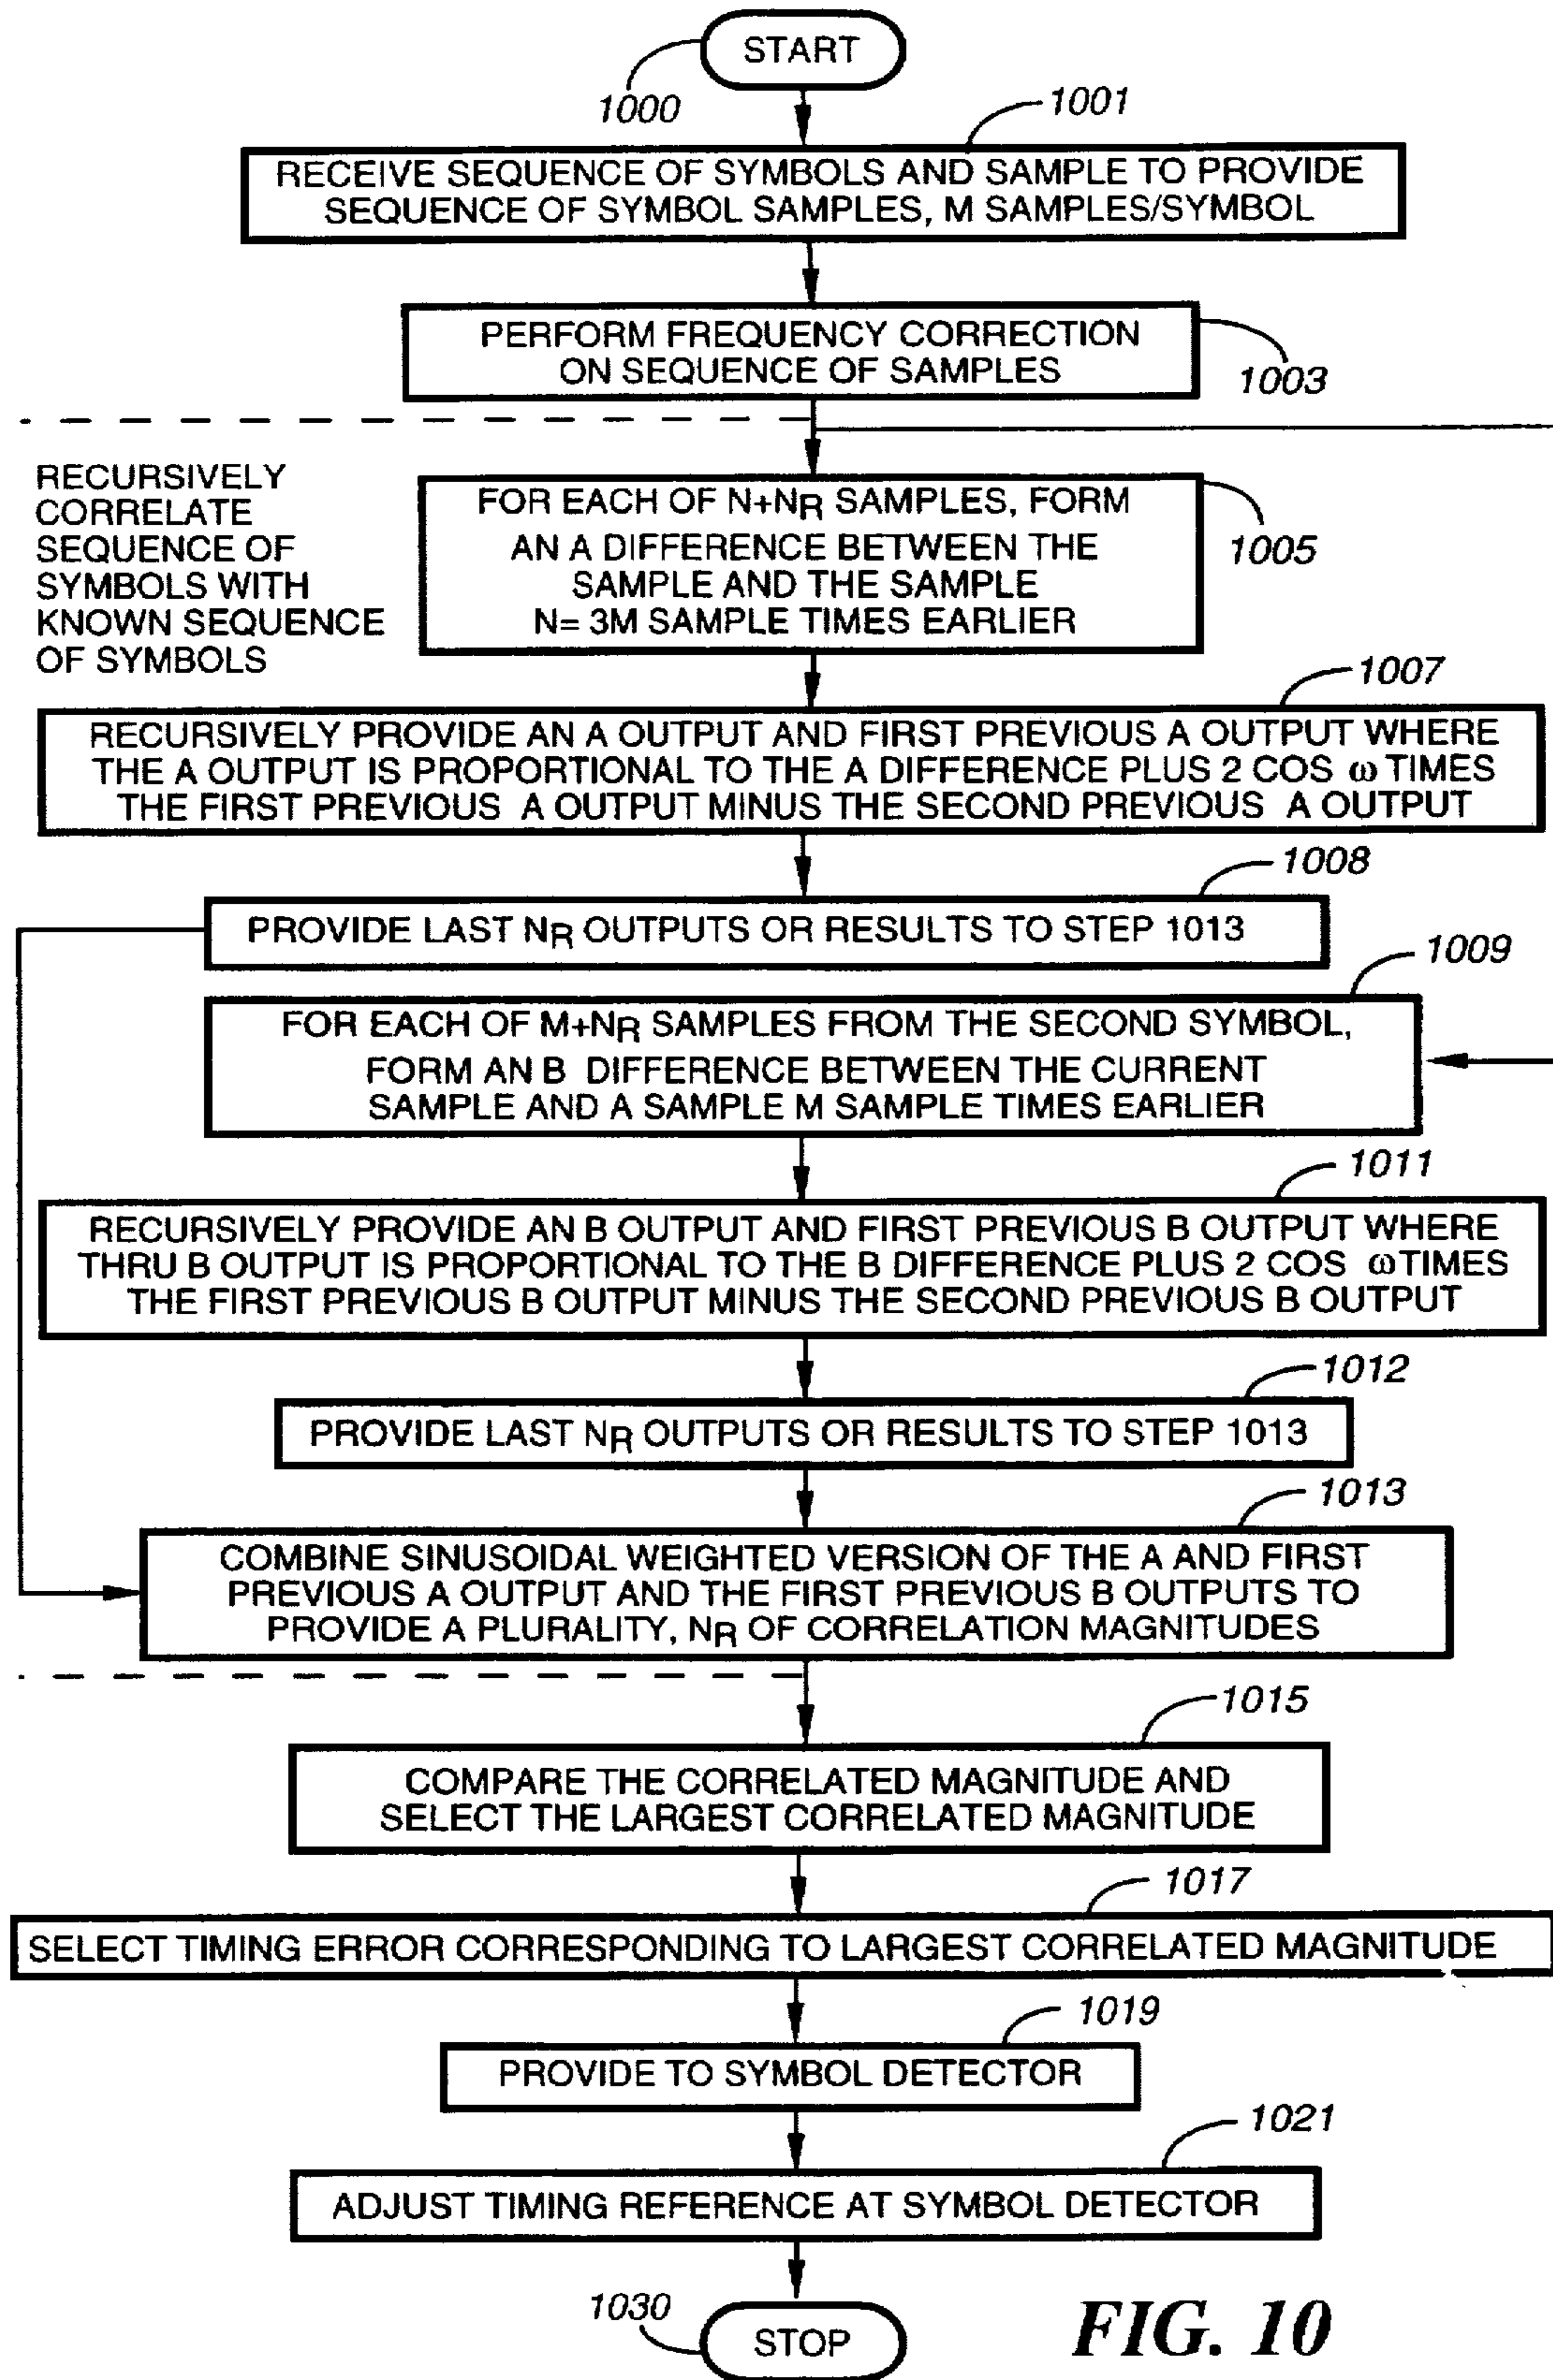 START
1000
1001
RECEIVE SEQUENCE OF SYMBOLS AND SAMPLE TO PROVIDE
SEQUENCE OF SYMBOL SAMPLES, M SAMPLES/SYMBOL
PERFORM FREQUENCY CORRECTION
ON SEQUENCE OF SAMPLES
1003
RECURSIVELY
CORRELATE
SEQUENCE OF
SYMBOLS WITH
KNOWN SEQUENCE
OF SYMBOLS
FOR EACH OF N+NR SAMPLES, FORM
AN A DIFFERENCE BETWEEN THE
SAMPLE AND THE SAMPLE
N= 3M SAMPLE TIMES EARLIER
1005
1007
RECURSIVELY PROVIDE AN A OUTPUT AND FIRST PREVIOUS A OUTPUT WHERE
THE A OUTPUT IS PROPORTIONAL TO THE A DIFFERENCE PLUS 2 COS ω TIMES
THE FIRST PREVIOUS A OUTPUT MINUS THE SECOND PREVIOUS A OUTPUT
1008
PROVIDE LAST NR OUTPUTS OR RESULTS TO STEP 1013
1009
FOR EACH OF M+NR SAMPLES FROM THE SECOND SYMBOL,
FORM AN B DIFFERENCE BETWEEN THE CURRENT
SAMPLE AND A SAMPLE M SAMPLE TIMES EARLIER
1011
RECURSIVELY PROVIDE AN B OUTPUT AND FIRST PREVIOUS B OUTPUT WHERE
THRU B OUTPUT IS PROPORTIONAL TO THE B DIFFERENCE PLUS 2 COS ω TIMES
THE FIRST PREVIOUS B OUTPUT MINUS THE SECOND PREVIOUS B OUTPUT
1012
PROVIDE LAST NR OUTPUTS OR RESULTS TO STEP 1013
1013
COMBINE SINUSOIDAL WEIGHTED VERSION OF THE A AND FIRST
PREVIOUS A OUTPUT AND THE FIRST PREVIOUS B OUTPUTS TO
PROVIDE A PLURALITY, NR OF CORRELATION MAGNITUDES
1015
COMPARE THE CORRELATED MAGNITUDE AND
SELECT THE LARGEST CORRELATED MAGNITUDE
1017
SELECT TIMING ERROR CORRESPONDING TO LARGEST CORRELATED MAGNITUDE
1019
PROVIDE TO SYMBOL DETECTOR
1021
ADJUST TIMING REFERENCE AT SYMBOL DETECTOR
1030
STOP
FIG. 10